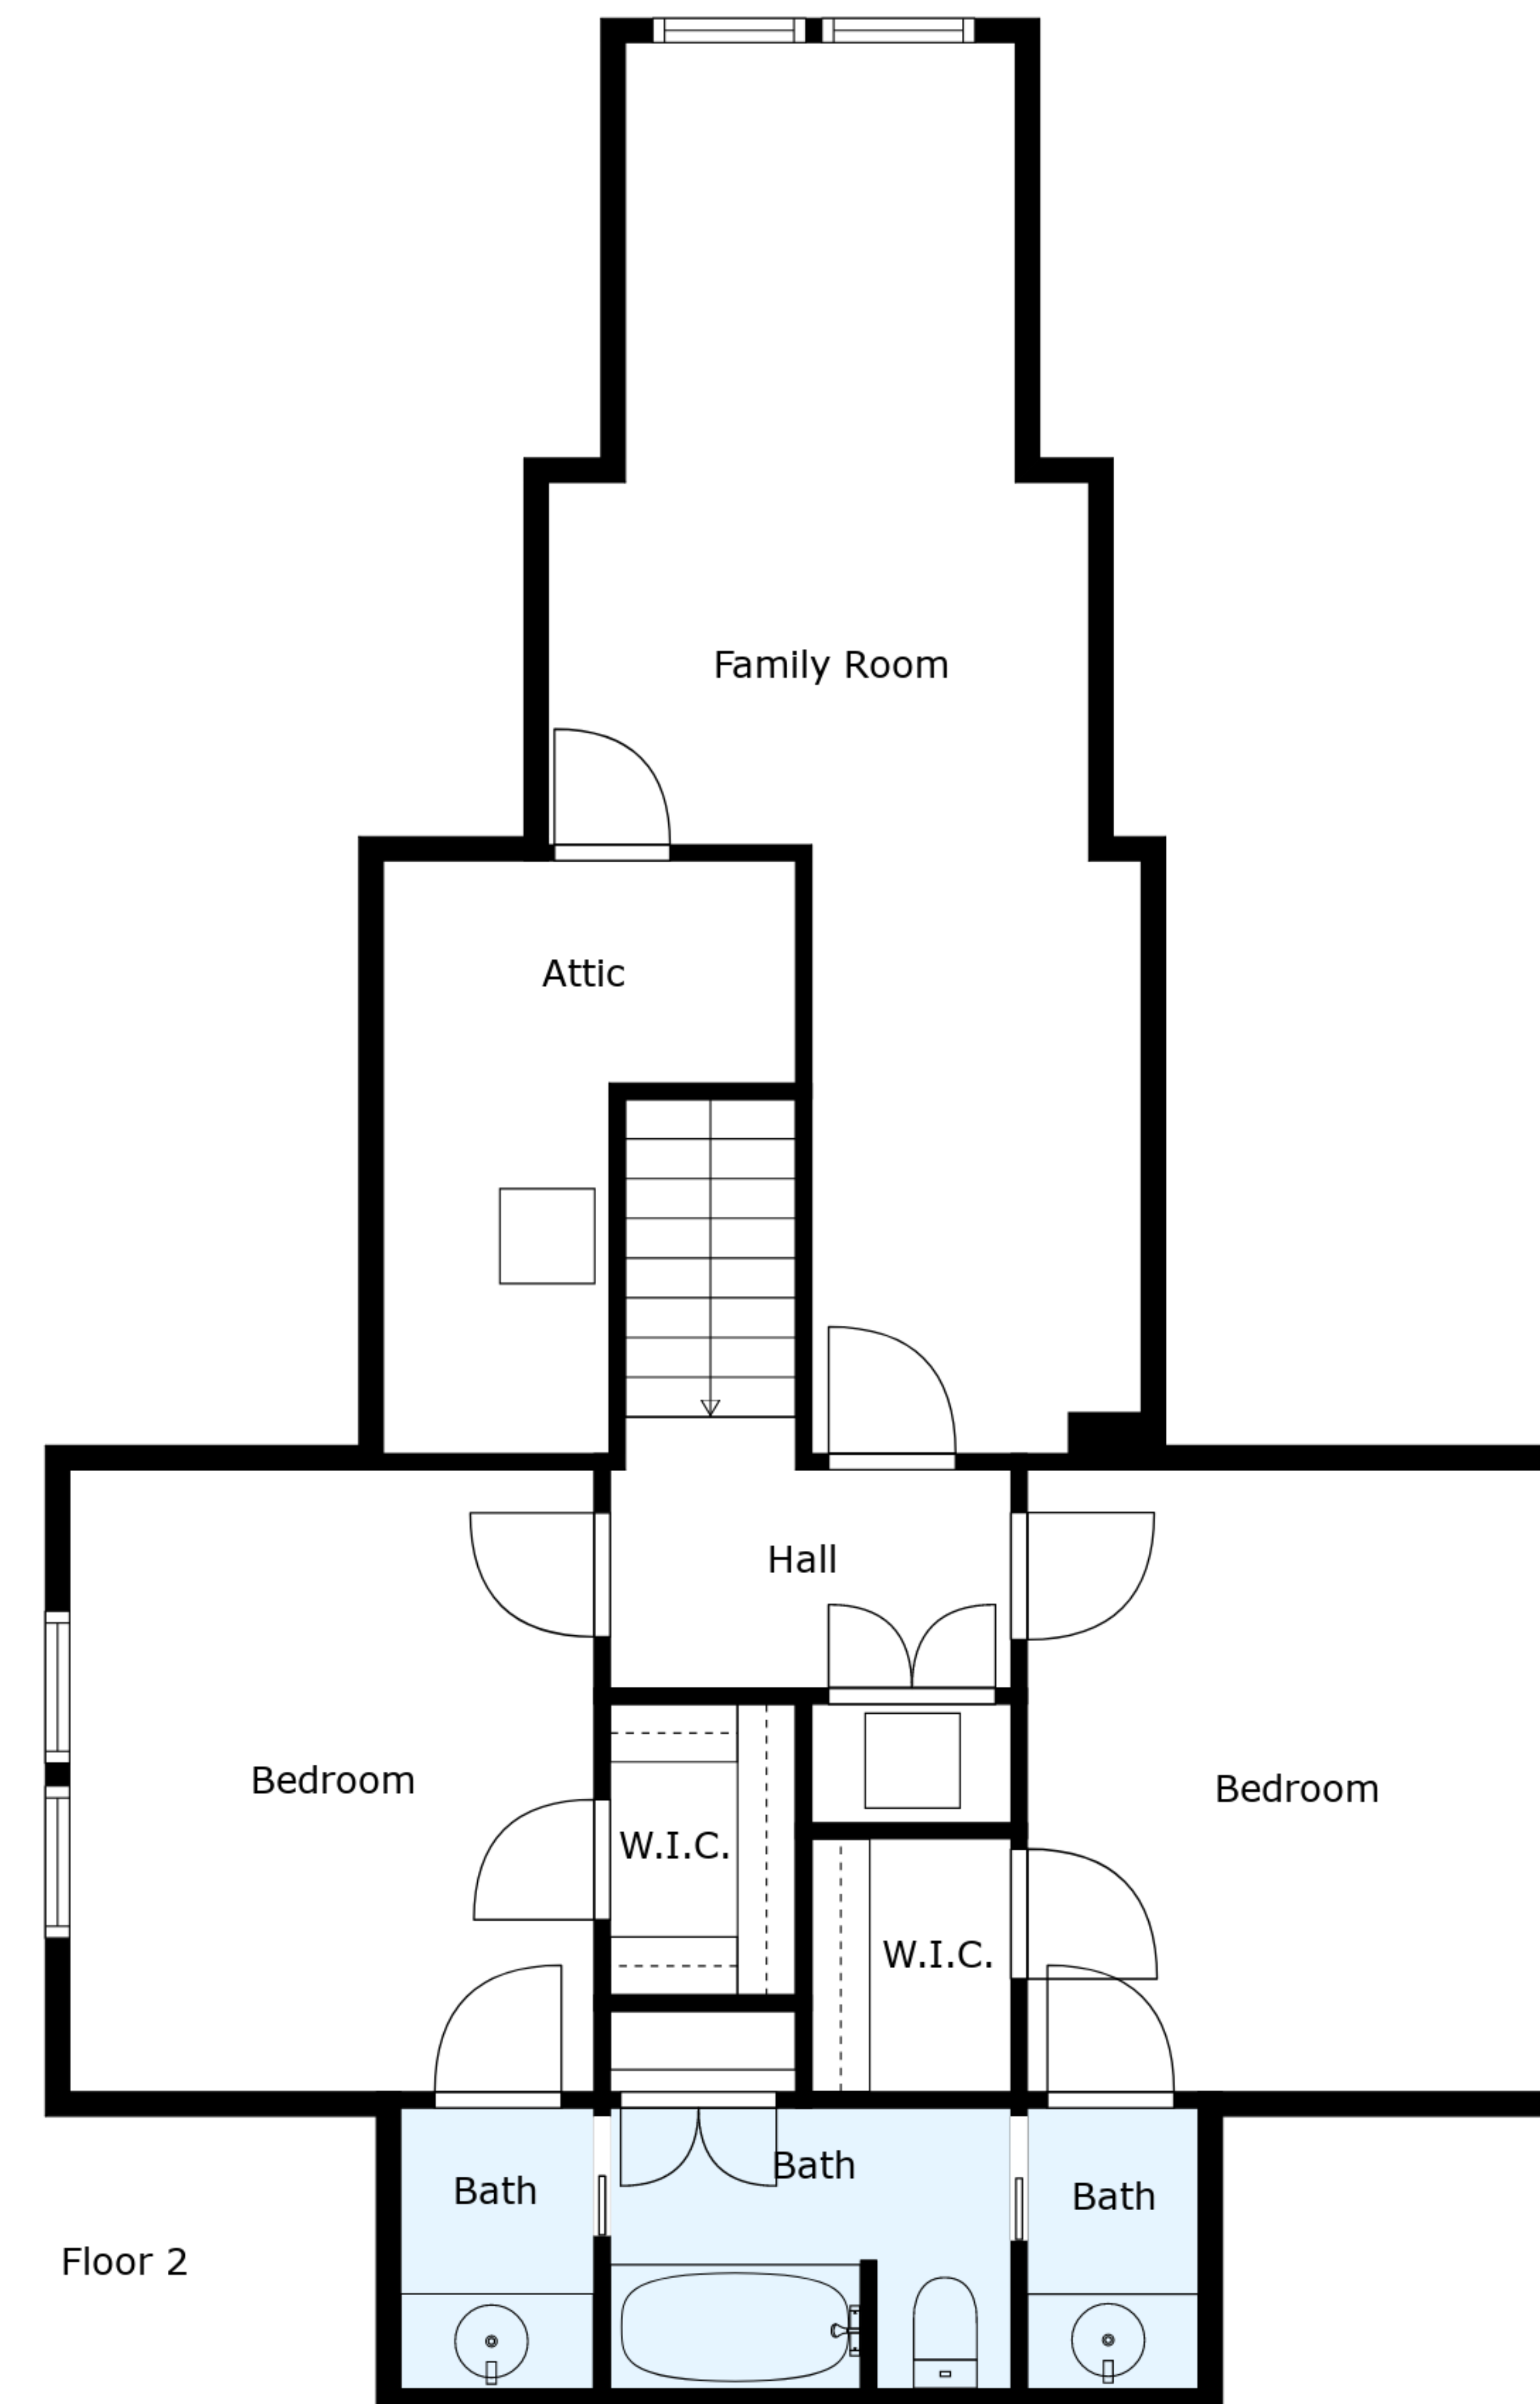 Family Room
Attic
Hall
Bedroom
Bedroom
W.I.C.
W.I.C.
Bath
Bath
Bath
Floor 2